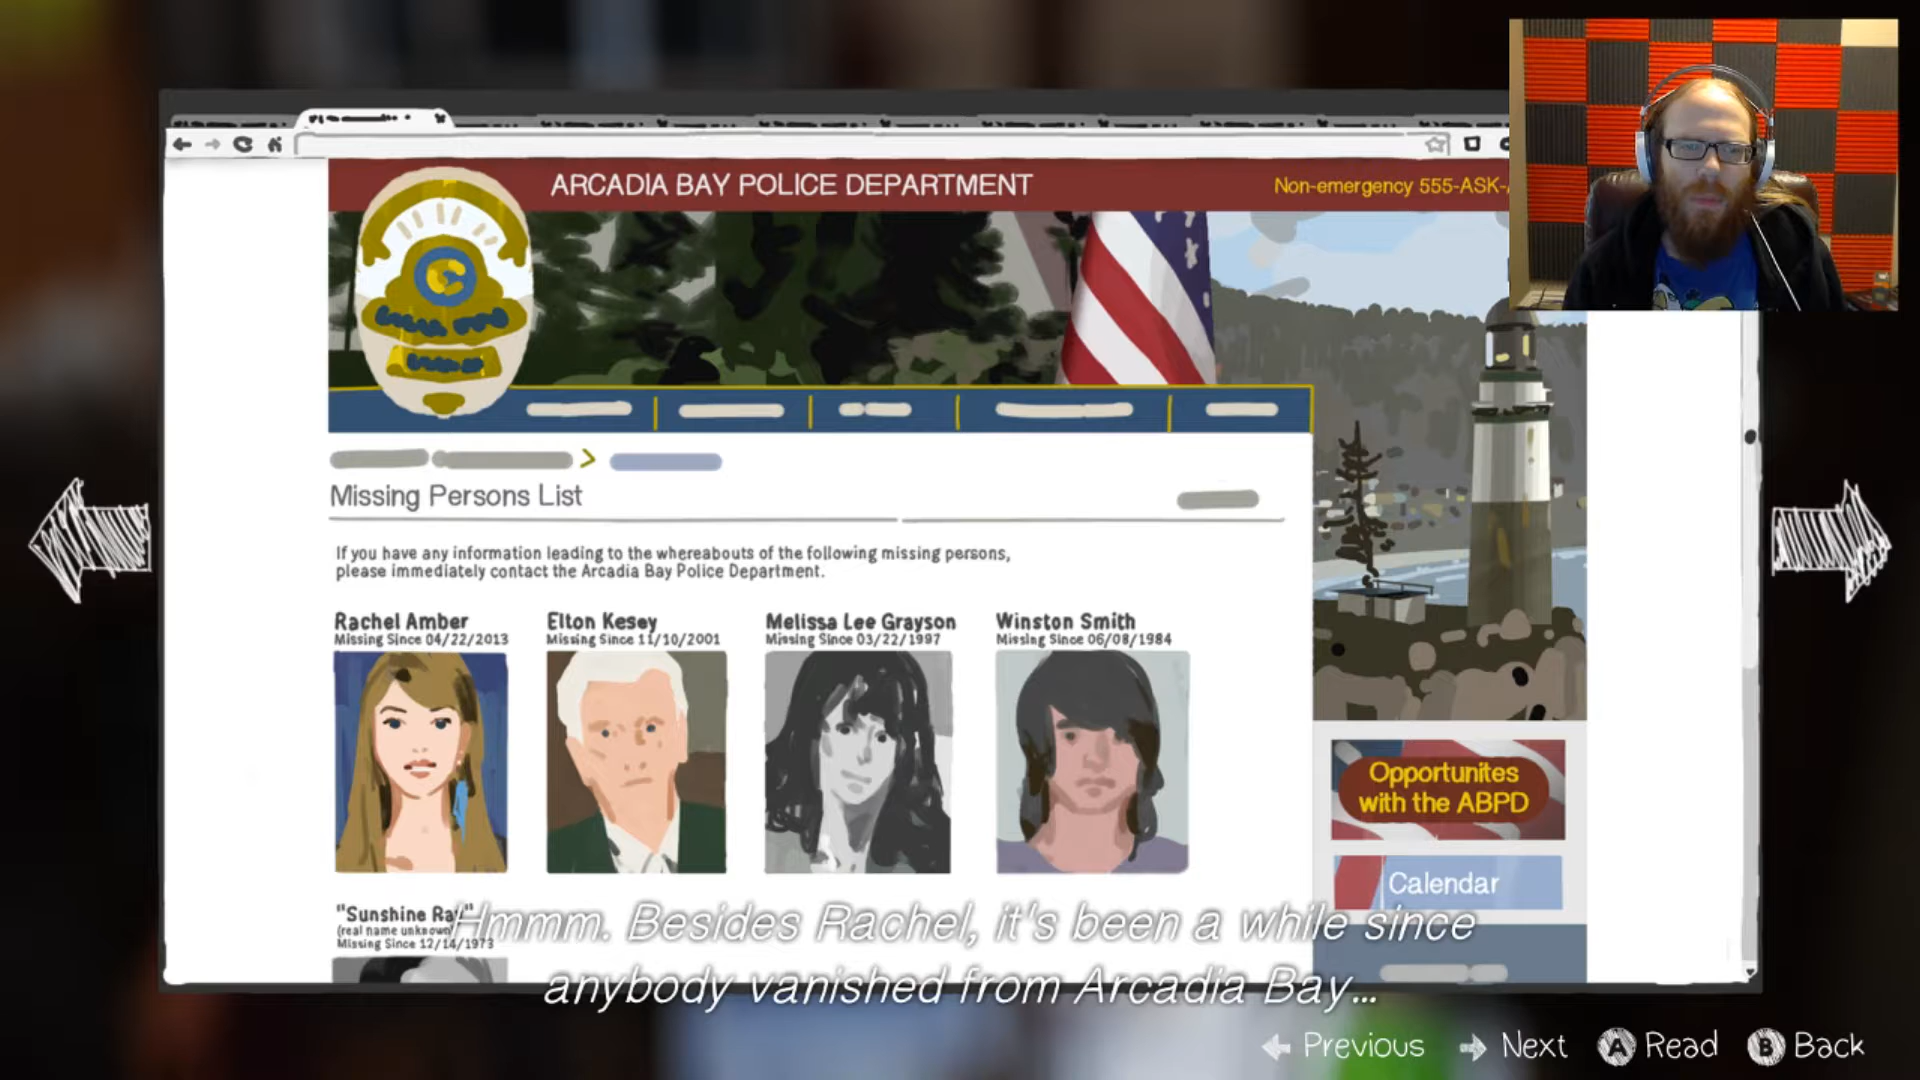 ARCADIA BAY POLICE DEPARTMENT
Non-emergency 555-ASK-
Missing Persons List
If you have any information leading to the whereabouts of the following missing persons,
please immediately contact the Arcadia Bay Police Department.
Rachel Amber
Missing Since 04/22/2013
Elton Kesey
Missing Since 11/10/2001
Melissa Lee Grayson
Missing Since 03/22/1997
Winston Smith
Missing Since 06/08/1984
"Sunshine Ray"
(real name unknown)
Missing Since 12/14/1973
Opportunites
with the ABPD
Calendar
Hmmm. Besides Rachel, it's been a while since
anybody vanished from Arcadia Bay...
Previous
Next
A Read
B Back